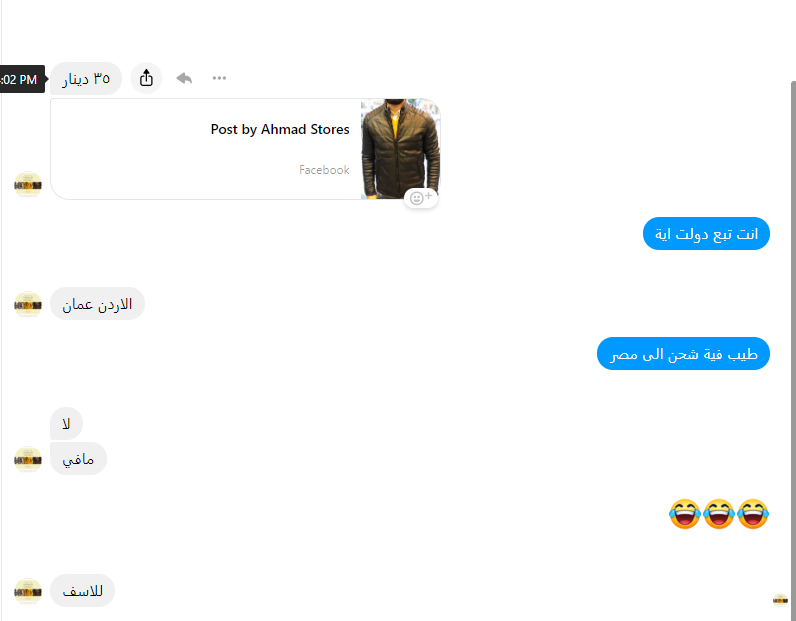 :02 PM
٣٥ دينار
Post by Ahmad Stores
Facebook
انت تبع دولت اية
الاردن عمان
طيب فية شحن الى مصر
لا
مافي
😂😂😂
للاسف